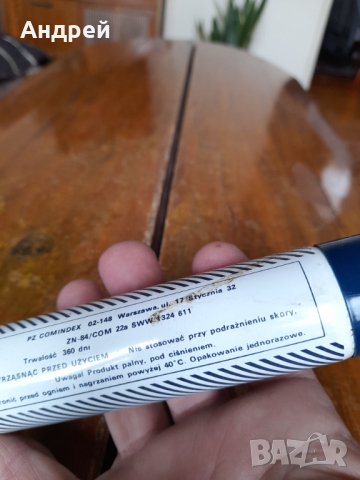 Андрей
PZ COMINDEX 02-148 Warszawa, ul. 17 Stycznia 32
ZN-84/COM 22a SWW 1324 611
Trwałość 360 dni
PRZED UŻYCIEM Nie stosować przy podrażnieniu skóry,
Uwaga! Produkt palny, pod ciśnieniem.
przed ogniem i nagrzaniem powyżej 40°C. Opakowanie jednorazowe.
BAZAR.BG